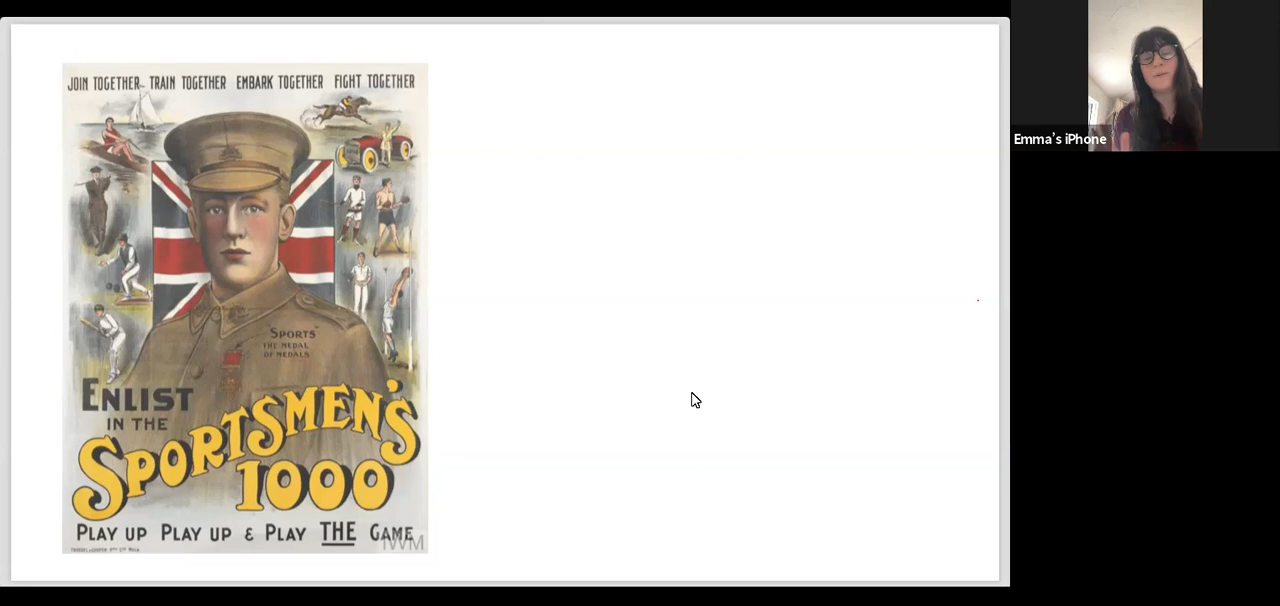 JOIN TOGETHER TRAIN TOGETHER EMBARK TOGETHER FIGHT TOGETHER
"SPORTS"
THE MEDAL
OF MEDALS
ENLIST
IN THE
SPORTSMEN'S
1000
PLAY UP PLAY UP & PLAY THE GAME
IWM
Emma's iPhone